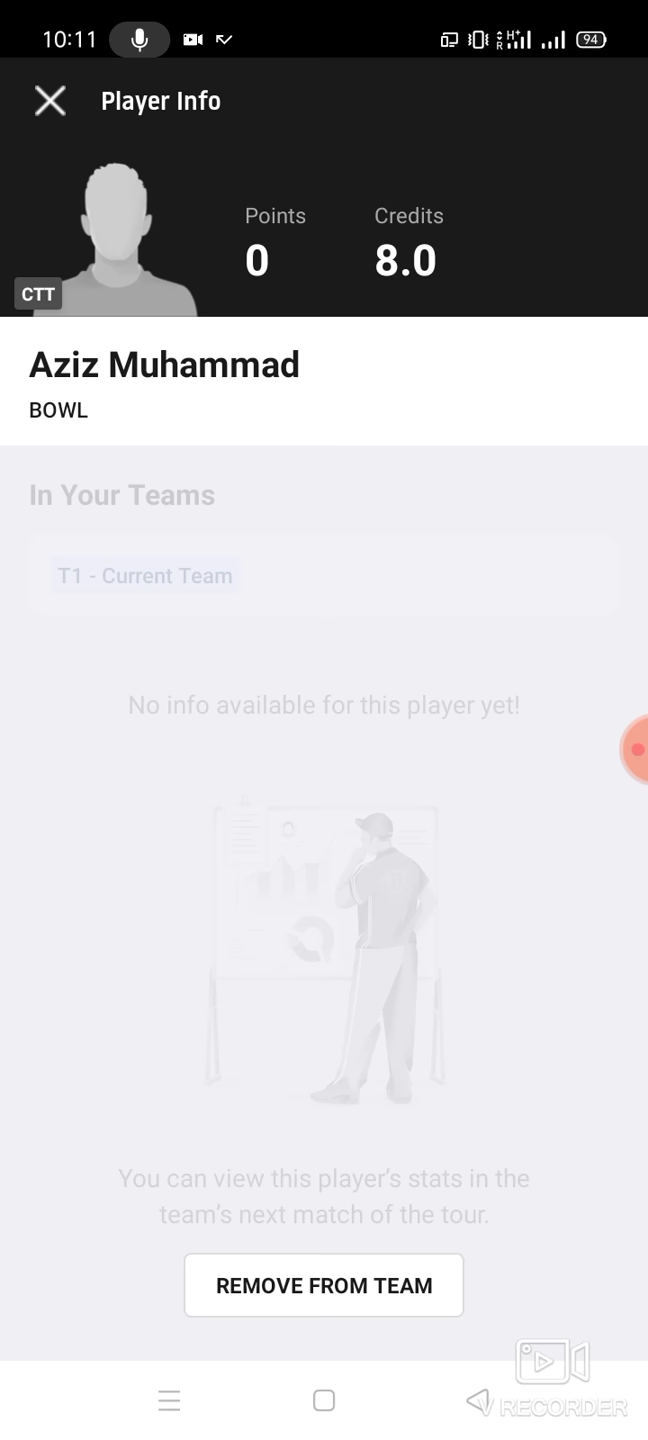 10:11
H+
R
94
Player Info
Points
Credits
0
8.0
CTT
Aziz Muhammad
BOWL
In Your Teams
T1 - Current Team
No info available for this player yet!
You can view this player's stats in the
team's next match of the tour.
REMOVE FROM TEAM
V RECORDER